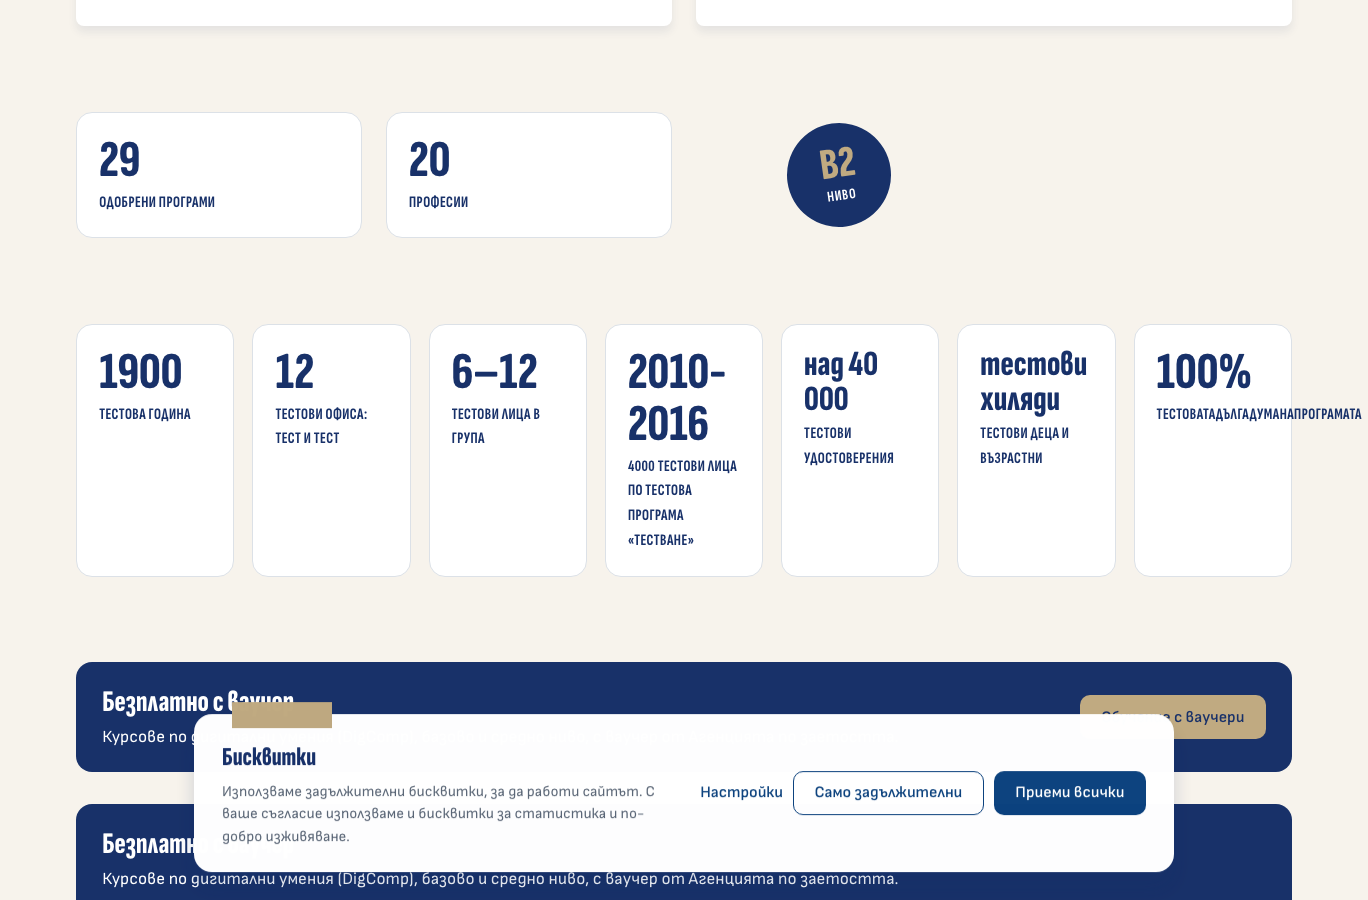 29
ОДОБРЕНИ ПРОГРАМИ
20
ПРОФЕСИИ
B2
НИВО
1900
ТЕСТОВА ГОДИНА
12
ТЕСТОВИ ОФИСА:
ТЕСТ И ТЕСТ
6–12
ТЕСТОВИ ЛИЦА В
ГРУПА
2010-
2016
4000 ТЕСТОВИ ЛИЦА
ПО ТЕСТОВА
ПРОГРАМА
«ТЕСТВАНЕ»
над 40
000
ТЕСТОВИ
УДОСТОВЕРЕНИЯ
тестови
хиляди
ТЕСТОВИ ДЕЦА И
ВЪЗРАСТНИ
100%
ТЕСТОВАТАДЪЛГАДУМАНАПРОГРАМАТА
Безплатно с ваучер
Курсове по
с ваучери
Бисквитки
Използваме задължителни бисквитки, за да работи сайтът. С
ваше съгласие използваме и бисквитки за статистика и по-
добро изживяване.
Настройки
Само задължителни
Приеми всички
Безплатно
Курсове по дигитални умения (DigComp), базово и средно ниво, с ваучер от Агенцията по заетостта.